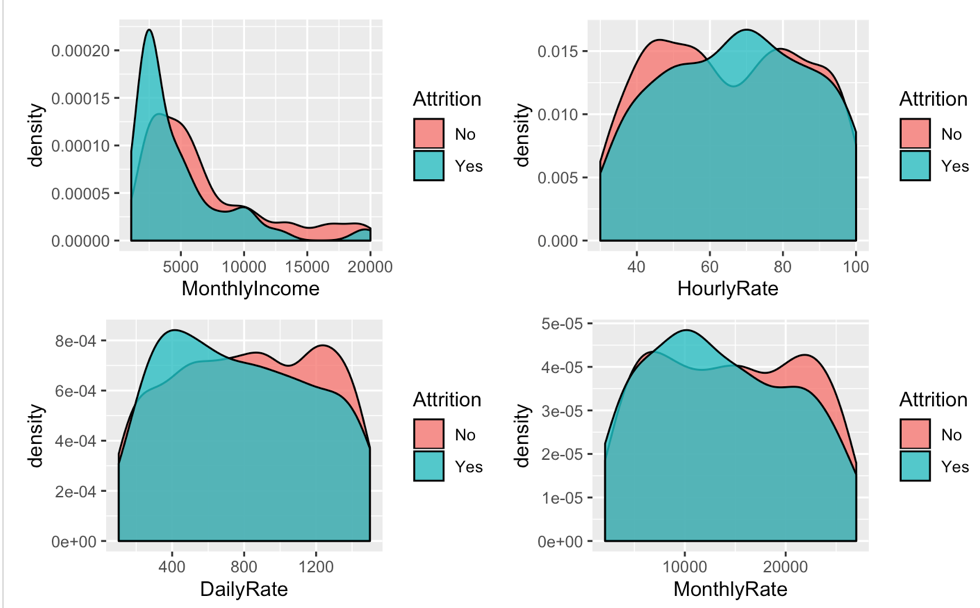 0.00020
0.00015
0.00010
0.00005
0.00000
density
5000 10000 15000 20000
MonthlyIncome
Attrition
No
Yes
0.015
0.010
0.005
0.000
density
40 60 80 100
HourlyRate
Attrition
No
Yes
8e-04
6e-04
4e-04
2e-04
0e+00
density
400 800 1200
DailyRate
Attrition
No
Yes
5e-05
4e-05
3e-05
2e-05
1e-05
0e+00
density
10000 20000
MonthlyRate
Attrition
No
Yes